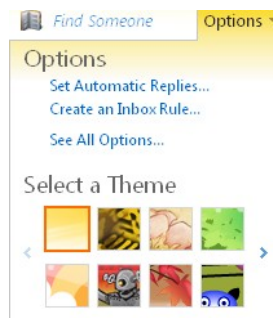 Find Someone
Options
Options
Set Automatic Replies...
Create an Inbox Rule...
See All Options...
Select a Theme